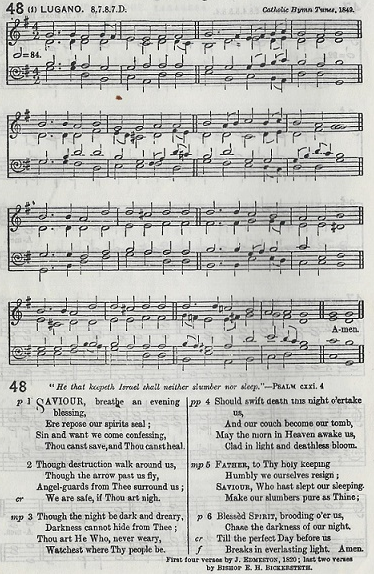 48 (1) LUGANO. 8,7.8.7.D. Catholic Hymn Tunes, 1842.
=84.
A-men.
48
"He that keepeth Israel shall neither slumber nor sleep."—PSALM cxxi. 4
p 1 SAVIOUR, breathe an evening
blessing,
Ere repose our spirits seal;
Sin and want we come confessing,
Thou canst save, and Thou canst heal.
2 Though destruction walk around us,
Though the arrow past us fly,
Angel-guards from Thee surround us;
cr We are safe, if Thou art nigh.
mp 3 Though the night be dark and dreary,
Darkness cannot hide from Thee;
Thou art He Who, never weary,
Watchest where Thy people be.
pp 4 Should swift death this night o'ertake
us,
And our couch become our tomb,
May the morn in Heaven awake us,
Clad in light and deathless bloom.
mp 5 FATHER, to Thy holy keeping
Humbly we ourselves resign;
SAVIOUR, Who hast slept our sleeping,
Make our slumbers pure as Thine;
p 6 Blessèd SPIRIT, brooding o'er us,
Chase the darkness of our night,
cr Till the perfect Day before us
f Breaks in everlasting light. Amen.
First four verses by J. EDMESTON, 1820; last two verses
by BISHOP E. H. BICKERSTETH.